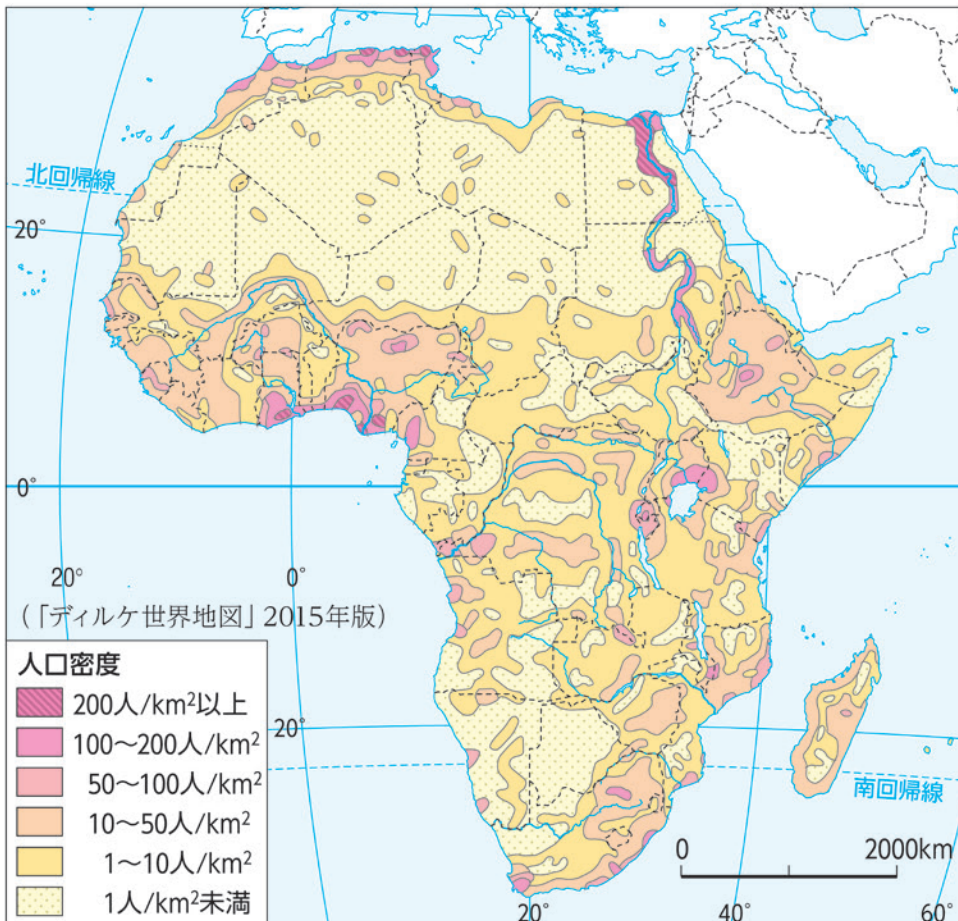 北回帰線
20°
0°
20°
0°
(「ディルケ世界地図」2015年版)
人口密度
200人/km²以上
100~200人/km²
50~100人/km²
10~50人/km²
1~10人/km²
1人/km²未満
20°
南回帰線
0
2000km
20°
40°
60°